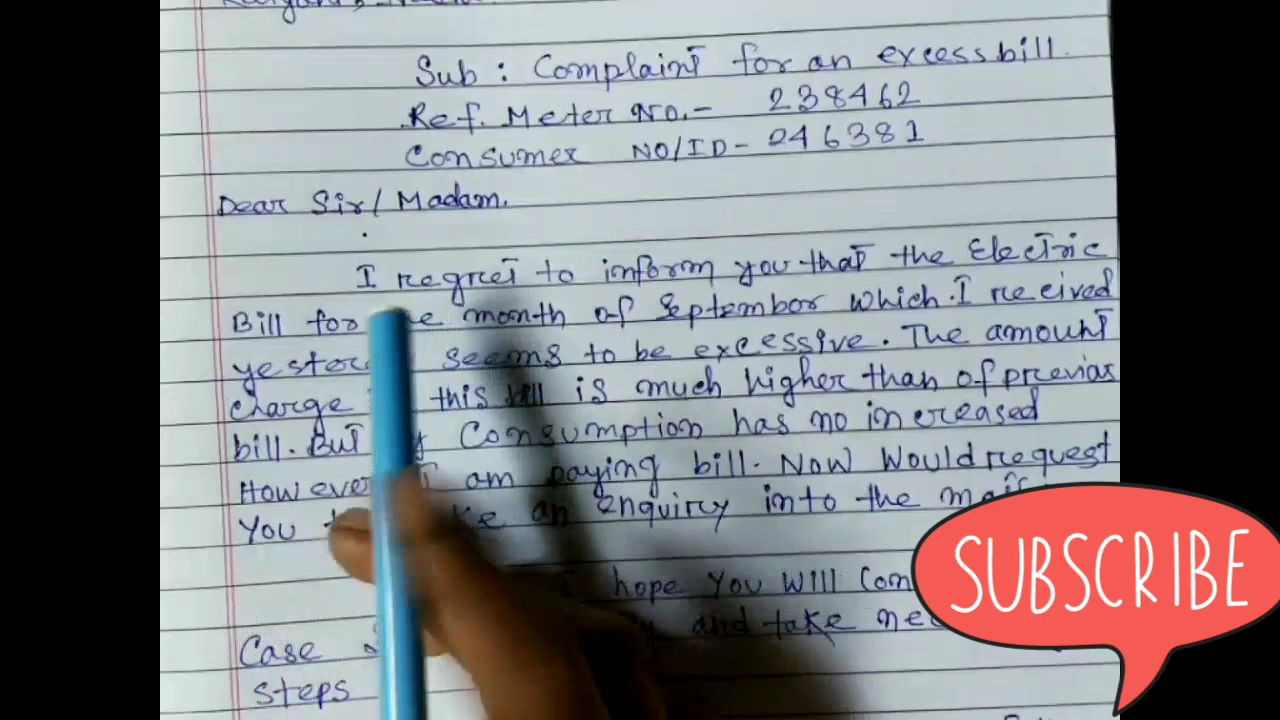 Sub : Complaint for an excess bill.
Ref. Meter No. - 238462
Consumer NO/ID - 246381
Dear Sir/ Madam.
I regret to inform you that the Electric
Bill for the month of Septembor which I received
seems to be excessive. The amount
charge this bill is much higher than of previas
bill. But Consumption has no increased
However I am paying bill. Now Would request
You an enquiry into the
I hope You Will
Case and take
steps
SUBSCRIBE